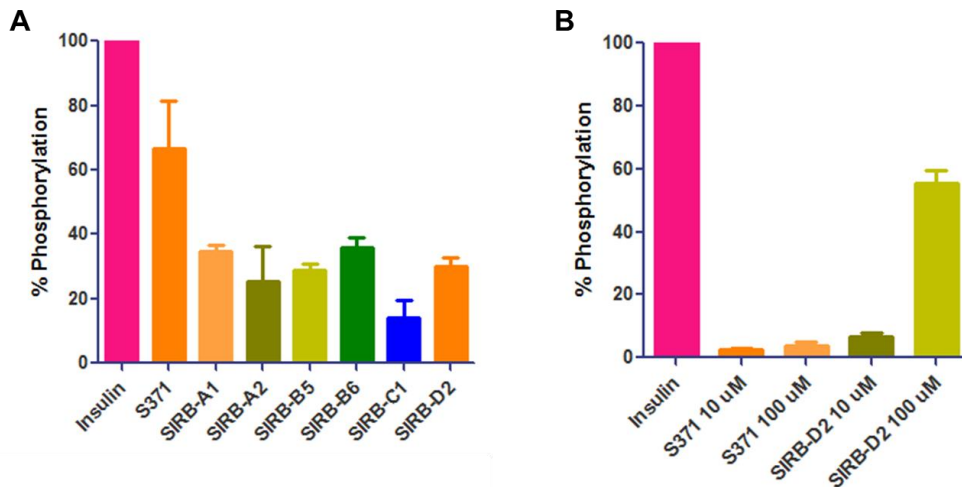 A
% Phosphorylation
100
80
60
40
20
0
Insulin
S371
SIRB-A1
SIRB-A2
SIRB-B5
SIRB-B6
SIRB-C1
SIRB-D2
B
% Phosphorylation
100
80
60
40
20
0
Insulin
S371 10 uM
S371 100 uM
SIRB-D2 10 uM
SIRB-D2 100 uM